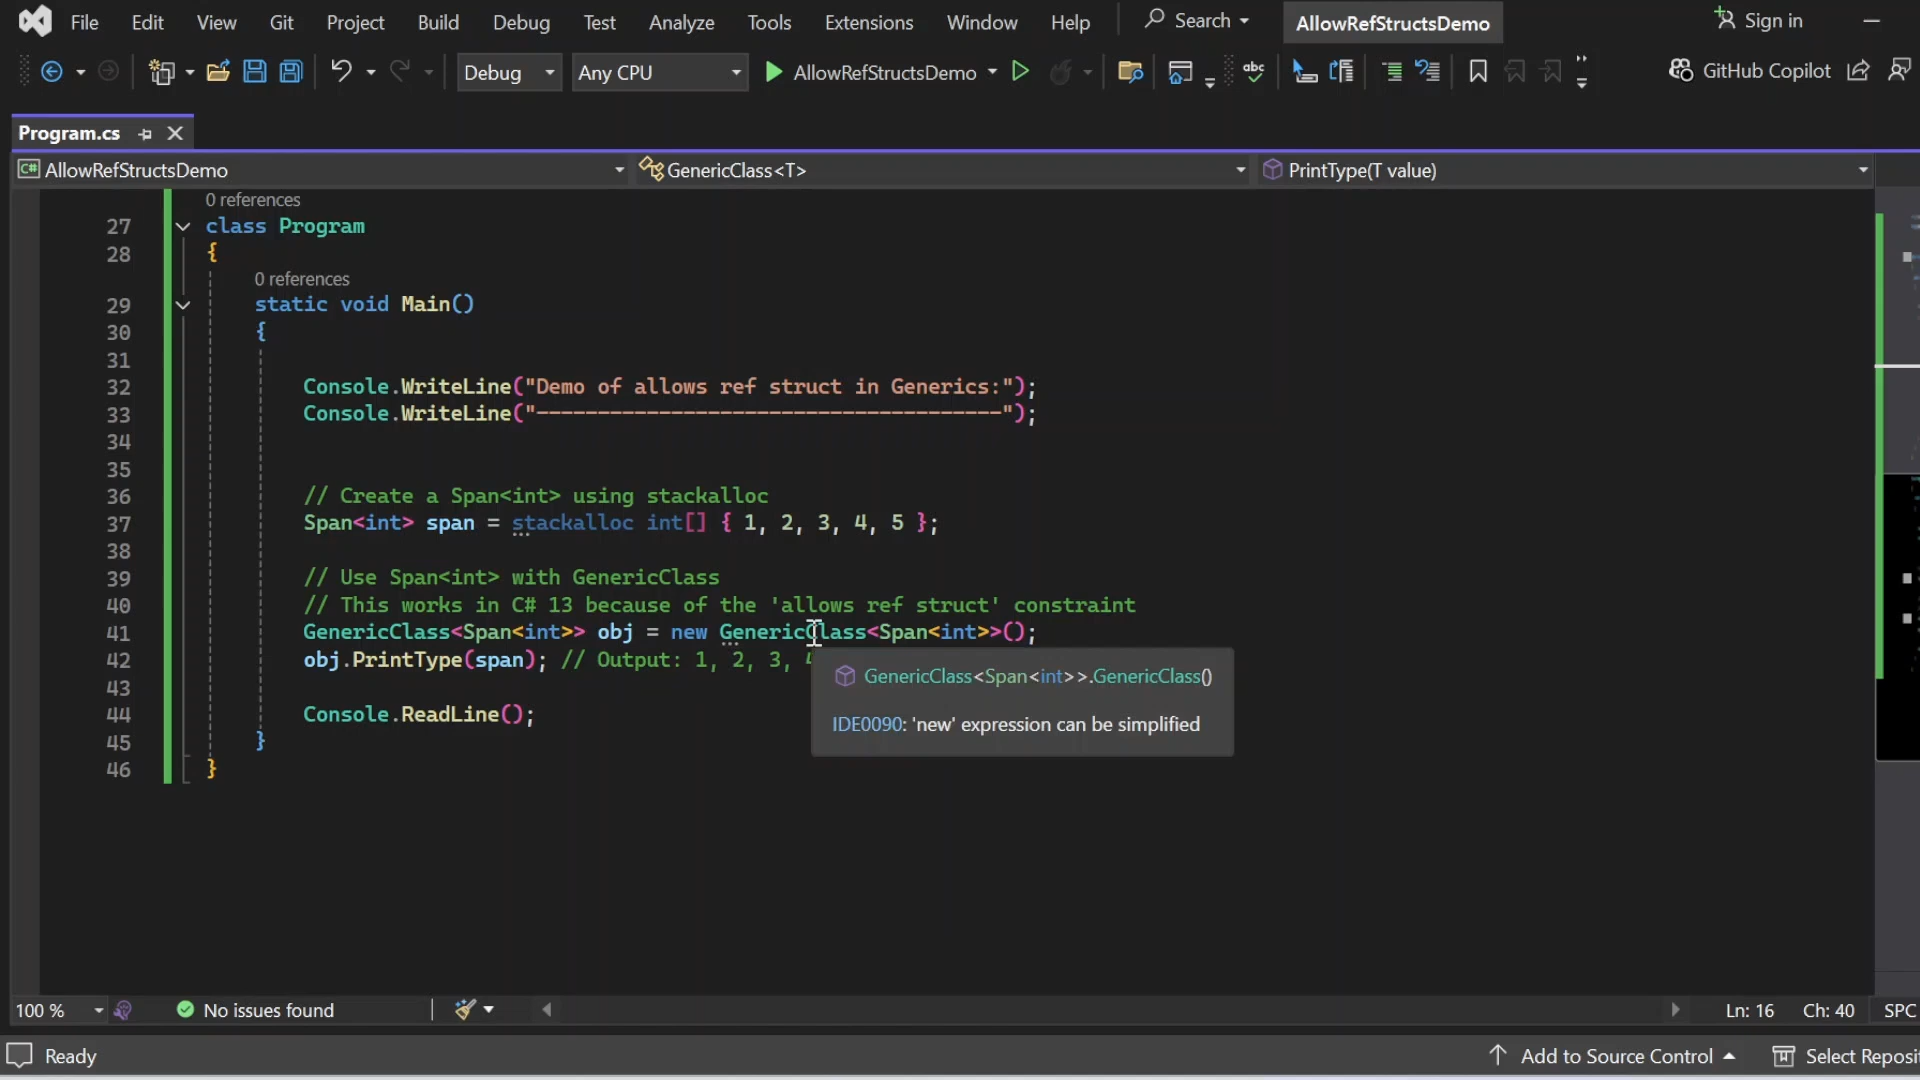 File Edit View Git Project Build Debug Test Analyze Tools Extensions Window Help Search AllowRefStructsDemo Sign in
Debug Any CPU AllowRefStructsDemo GitHub Copilot
Program.cs
AllowRefStructsDemo GenericClass<T> PrintType(T value)
0 references
27 class Program
28 {
0 references
29 static void Main()
30 {
31
32 Console.WriteLine("Demo of allows ref struct in Generics:");
33 Console.WriteLine("--------------------------------------");
34
35
36 // Create a Span<int> using stackalloc
37 Span<int> span = stackalloc int[] { 1, 2, 3, 4, 5 };
38
39 // Use Span<int> with GenericClass
40 // This works in C# 13 because of the 'allows ref struct' constraint
41 GenericClass<Span<int>> obj = new GenericClass<Span<int>>();
42 obj.PrintType(span); // Output: 1, 2, 3,
GenericClass<Span<int>>.GenericClass()
43
44 Console.ReadLine();
IDE0090: 'new' expression can be simplified
45 }
46 }
100 % No issues found Ln: 16 Ch: 40 SPC
Ready Add to Source Control Select Reposit